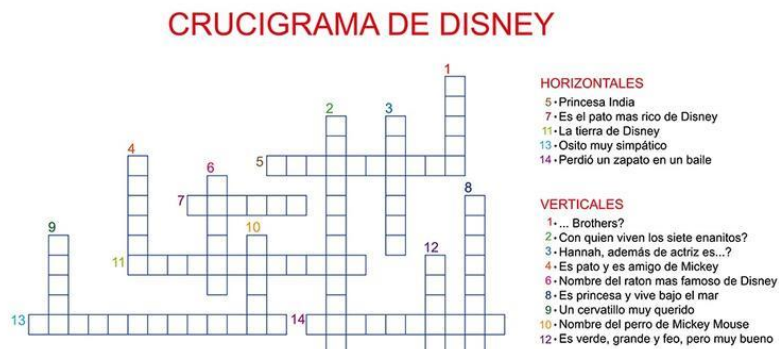 CRUCIGRAMA DE DISNEY
HORIZONTALES
5 · Princesa India
7 · Es el pato mas rico de Disney
11 · La tierra de Disney
13 · Osito muy simpático
14 · Perdió un zapato en un baile
VERTICALES
1 · ... Brothers?
2 · Con quien viven los siete enanitos?
3 · Hannah, además de actriz es...?
4 · Es pato y es amigo de Mickey
6 · Nombre del raton mas famoso de Disney
8 · Es princesa y vive bajo el mar
9 · Un cervatillo muy querido
10 · Nombre del perro de Mickey Mouse
12 · Es verde, grande y feo, pero muy bueno
1
2
3
4
5
6
7
8
9
10
11
12
13
14